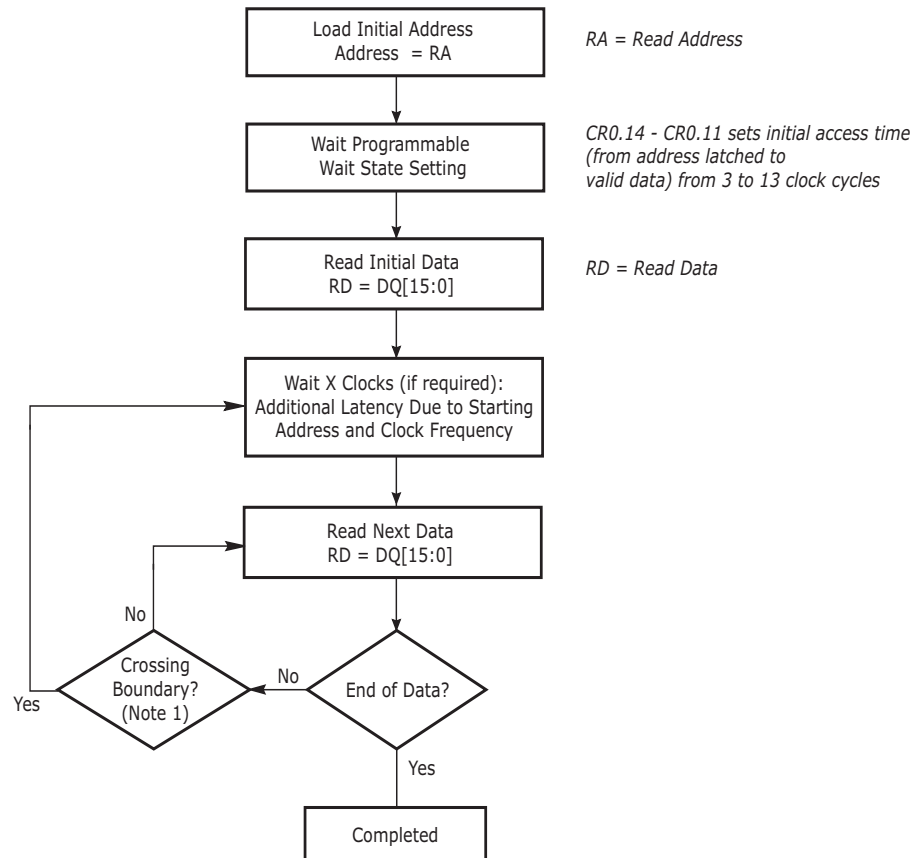 Load Initial Address
Address = RA
RA = Read Address
Wait Programmable
Wait State Setting
CR0.14 - CR0.11 sets initial access time
(from address latched to
valid data) from 3 to 13 clock cycles
Read Initial Data
RD = DQ[15:0]
RD = Read Data
Wait X Clocks (if required):
Additional Latency Due to Starting
Address and Clock Frequency
Read Next Data
RD = DQ[15:0]
No
Crossing
Boundary?
(Note 1)
No
End of Data?
Yes
Yes
Completed